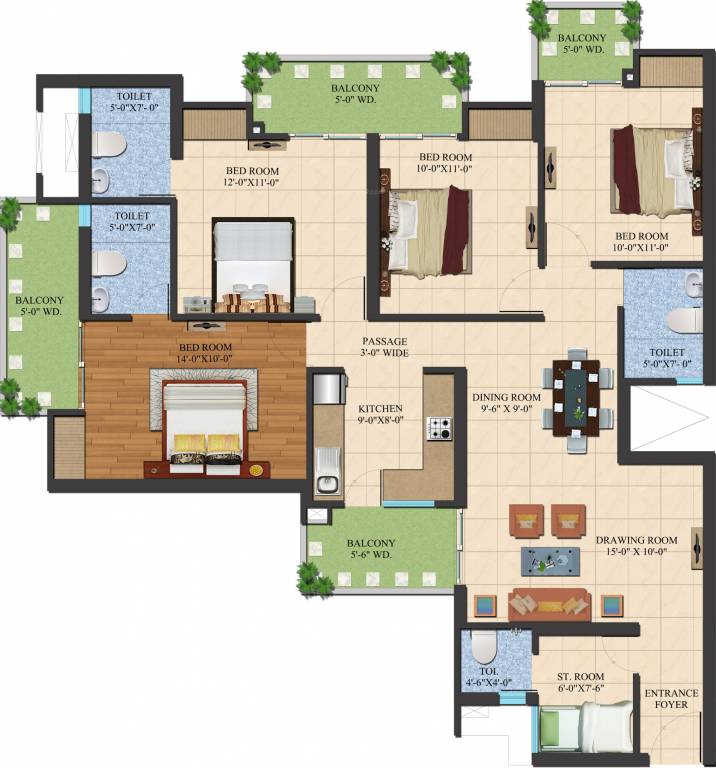 BALCONY
5'-0" WD.
TOILET
5'-0"X7'- 0"
BALCONY
5'-0" WD.
BED ROOM
12'-0"X11'-0"
BED ROOM
10'-0"X11'-0"
BED ROOM
10'-0"X11'-0"
TOILET
5'-0"X7'-0"
BALCONY
5'-0" WD.
BED ROOM
14'-0"X10'-0"
PASSAGE
3'-0" WIDE
TOILET
5'-0"X7'- 0"
KITCHEN
9'-0"X8'-0"
DINING ROOM
9'-6" X 9'-0"
BALCONY
5'-6" WD.
DRAWING ROOM
15'-0" X 10'-0"
TOI.
4'-6"X4'-0"
ST. ROOM
6'-0"X7'-6"
ENTRANCE
FOYER